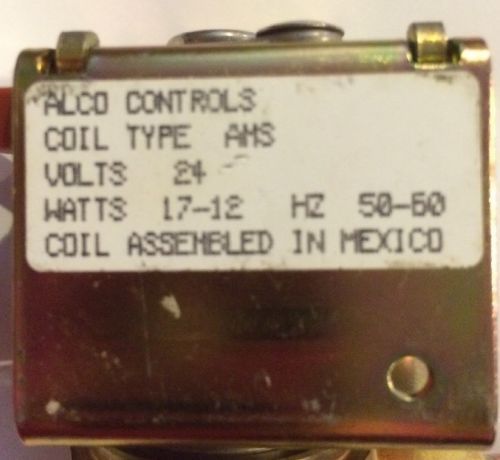 ALCO CONTROLS
COIL TYPE AMS
VOLTS 24
WATTS 17-12 HZ 50-60
COIL ASSEMBLED IN MEXICO